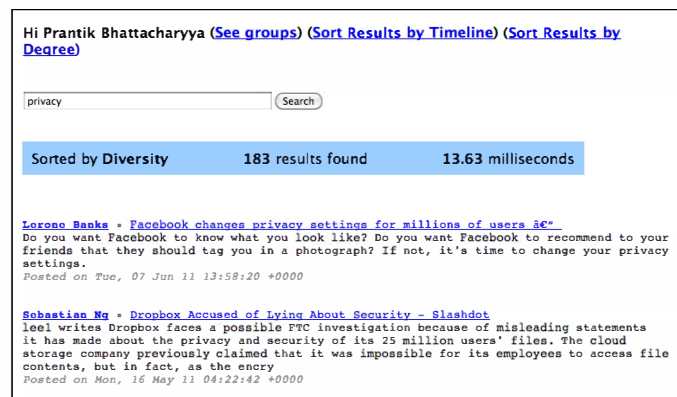 Hi Prantik Bhattacharyya (See groups) (Sort Results by Timeline) (Sort Results by
Degree)
privacy
Search
Sorted by Diversity 183 results found 13.63 milliseconds
Lorono Banks » Facebook changes privacy settings for millions of users â€“
Do you want Facebook to know what you look like? Do you want Facebook to recommend to your
friends that they should tag you in a photograph? If not, it's time to change your privacy
settings.
Posted on Tue, 07 Jun 11 13:58:20 +0000
Sebastian Ng » Dropbox Accused of Lying About Security - Slashdot
leel writes Dropbox faces a possible FTC investigation because of misleading statements
it has made about the privacy and security of its 25 million users' files. The cloud
storage company previously claimed that it was impossible for its employees to access file
contents, but in fact, as the encry
Posted on Mon, 16 May 11 04:22:42 +0000